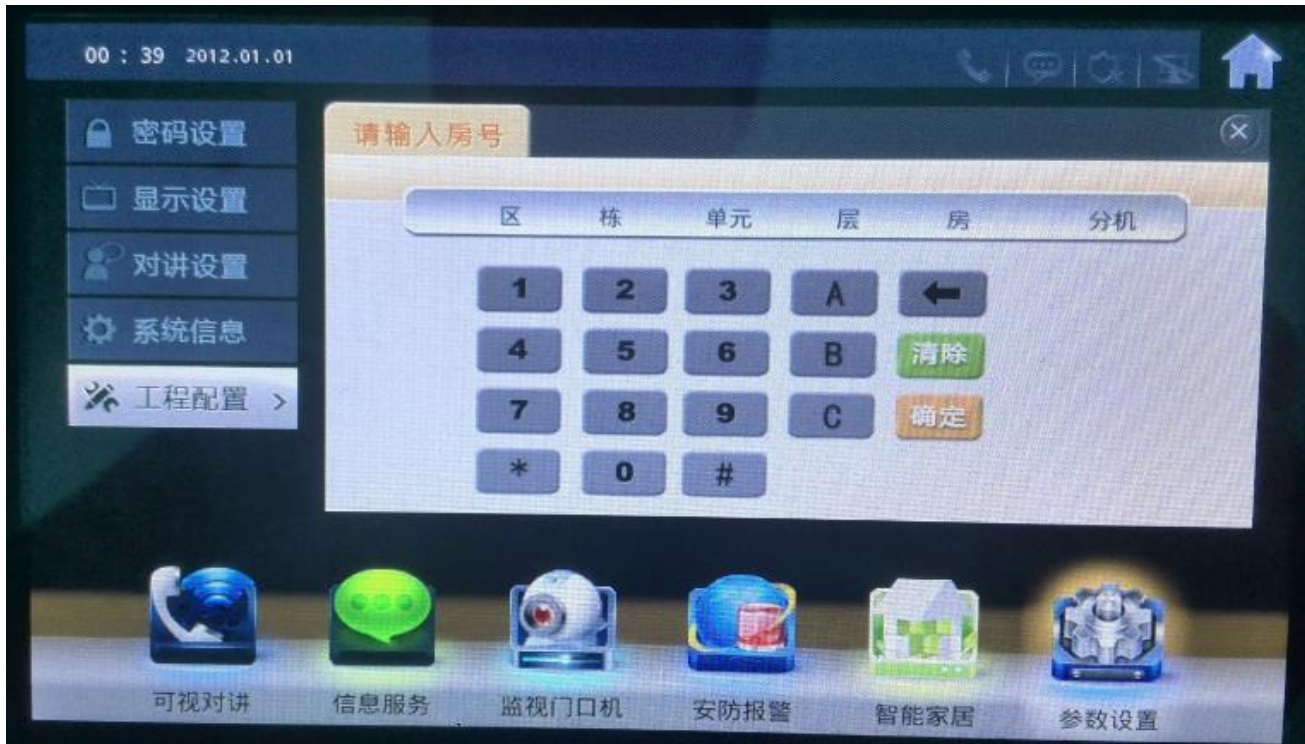 00 : 39 2012.01.01
密码设置
显示设置
对讲设置
系统信息
工程配置 >
请输入房号
区 栋 单元 层 房 分机
1 2 3 A
4 5 6 B 清除
7 8 9 C 确定
* 0 #
可视对讲 信息服务 监视门口机 安防报警 智能家居 参数设置